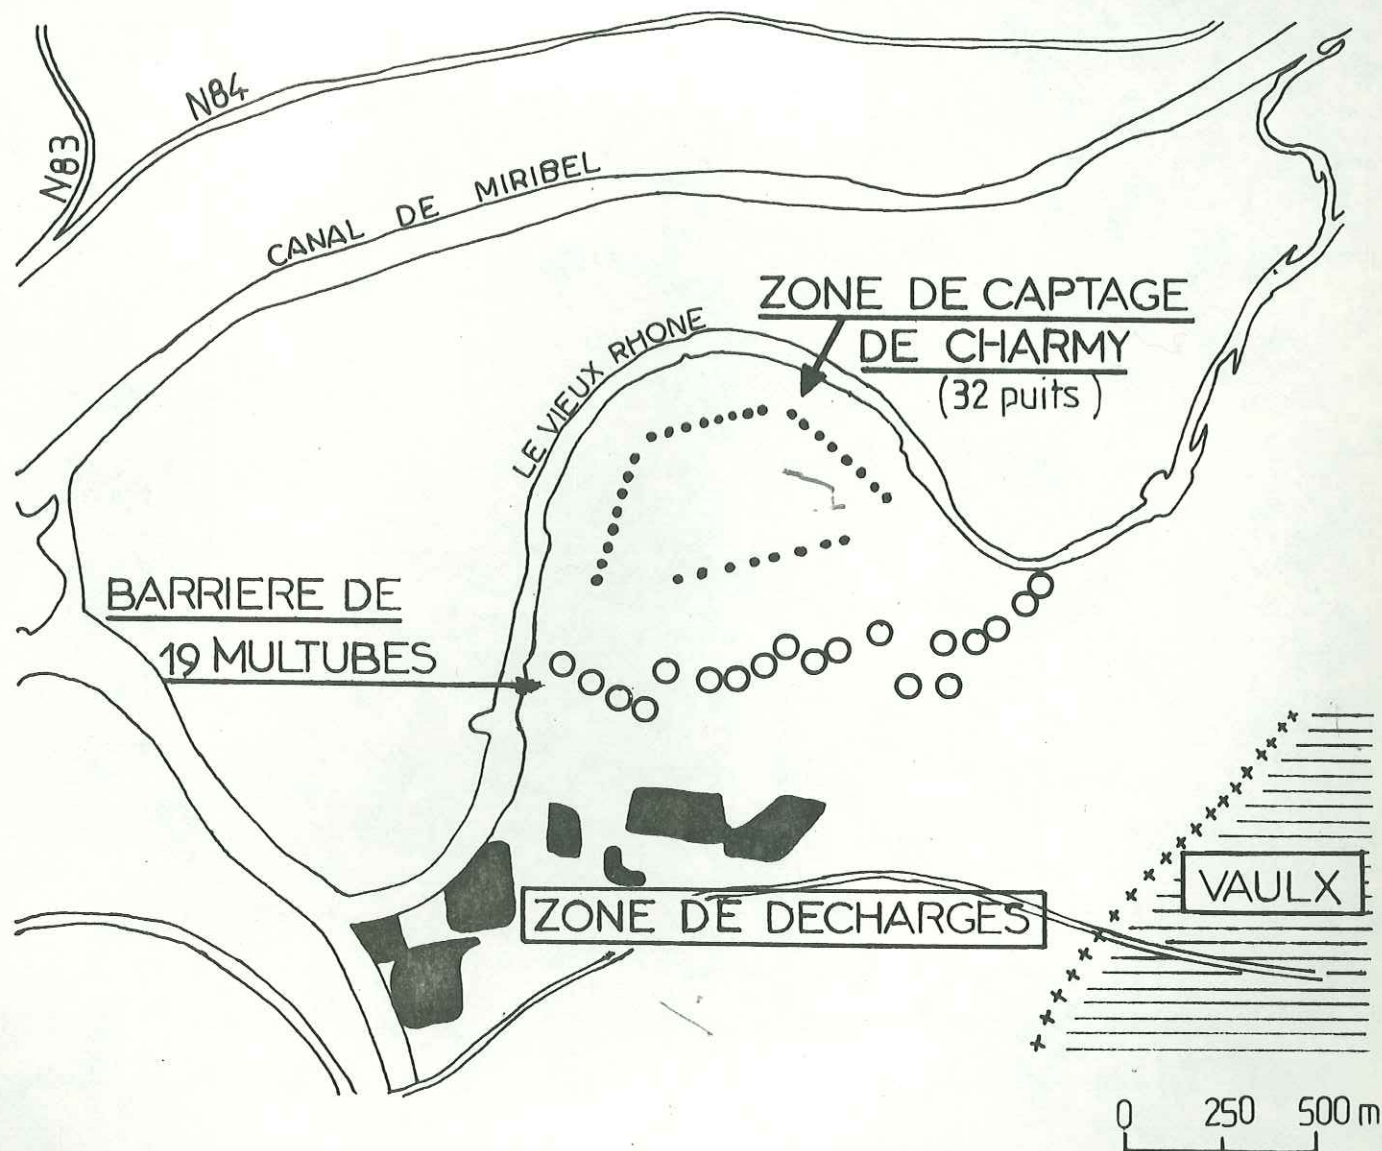 N83
N84
CANAL DE MIRIBEL
ZONE DE CAPTAGE
DE CHARMY
(32 puits)
LE VIEUX RHONE
BARRIERE DE
19 MULTUBES
VAULX
ZONE DE DECHARGES
0 250 500 m